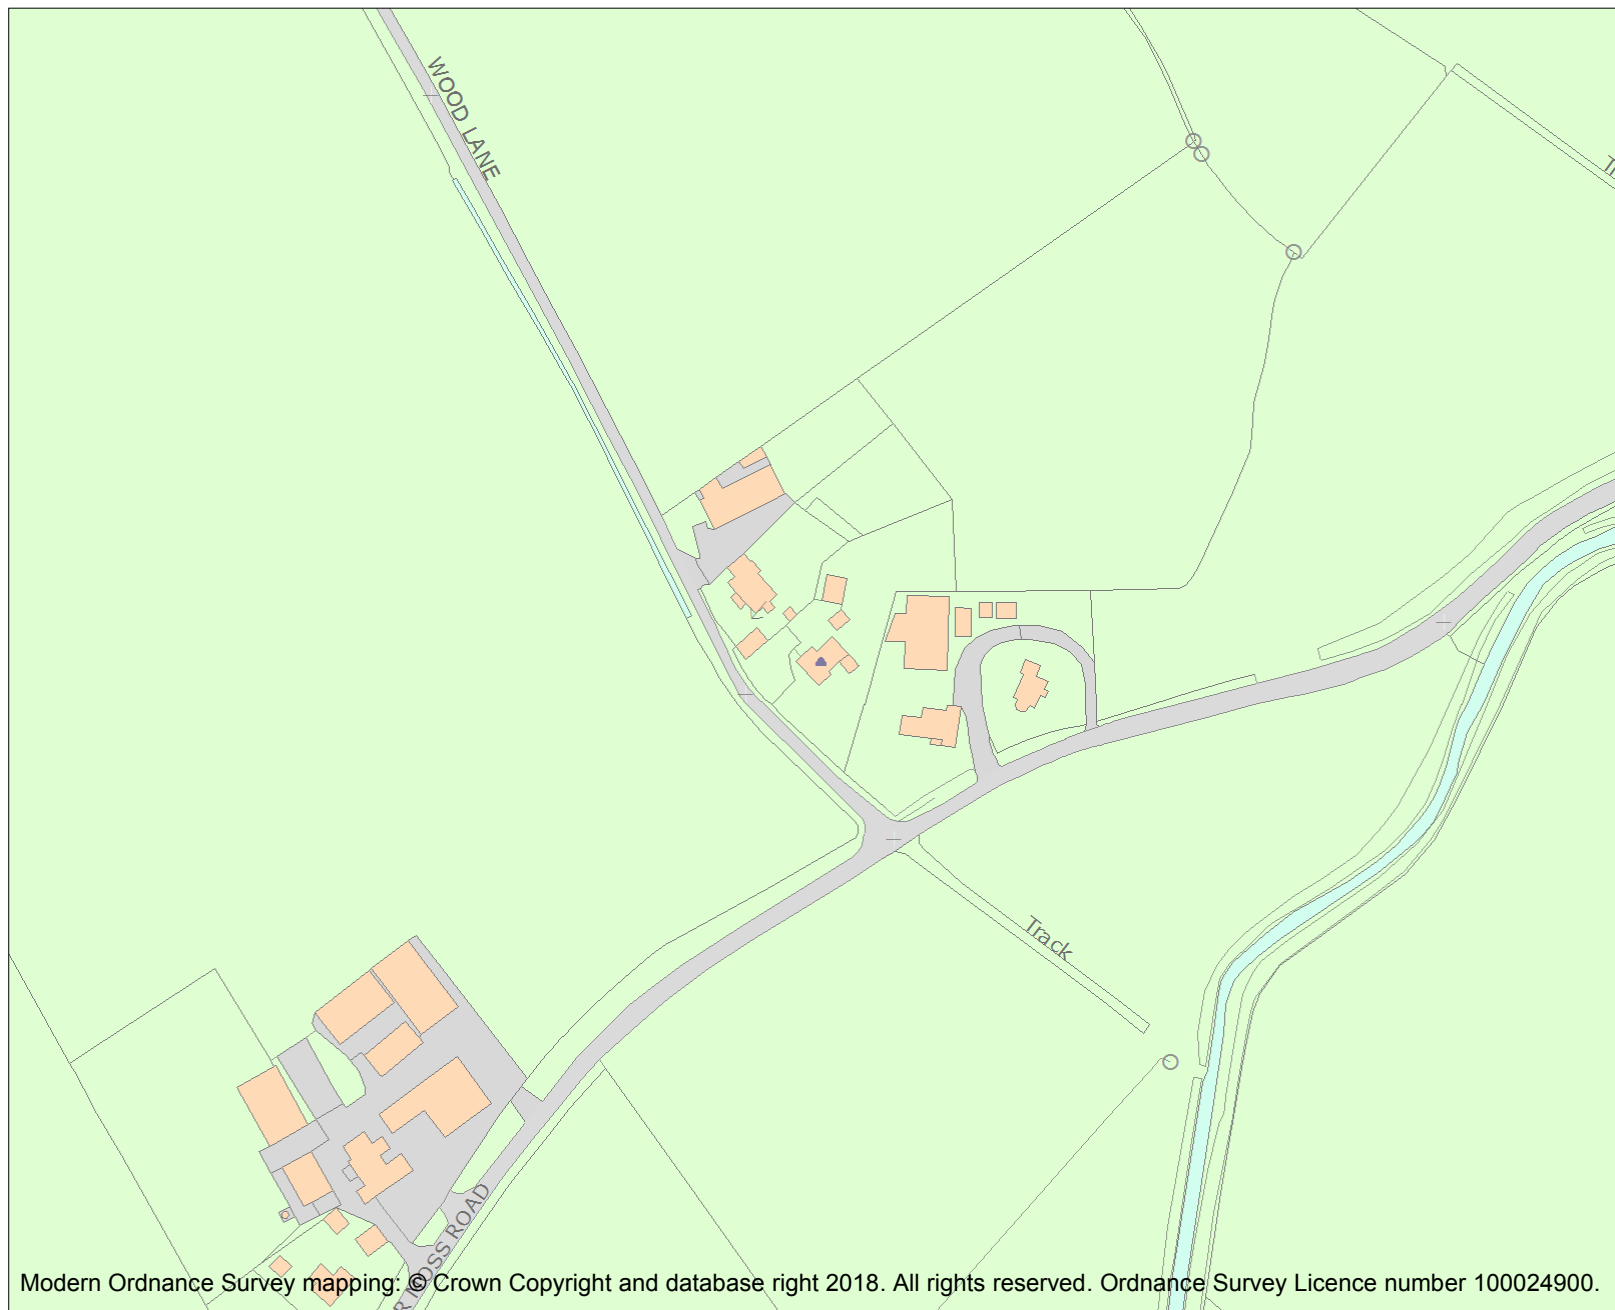 WOOD LANE
Track
MOSS ROAD
Modern Ordnance Survey mapping: © Crown Copyright and database right 2018. All rights reserved. Ordnance Survey Licence number 100024900.